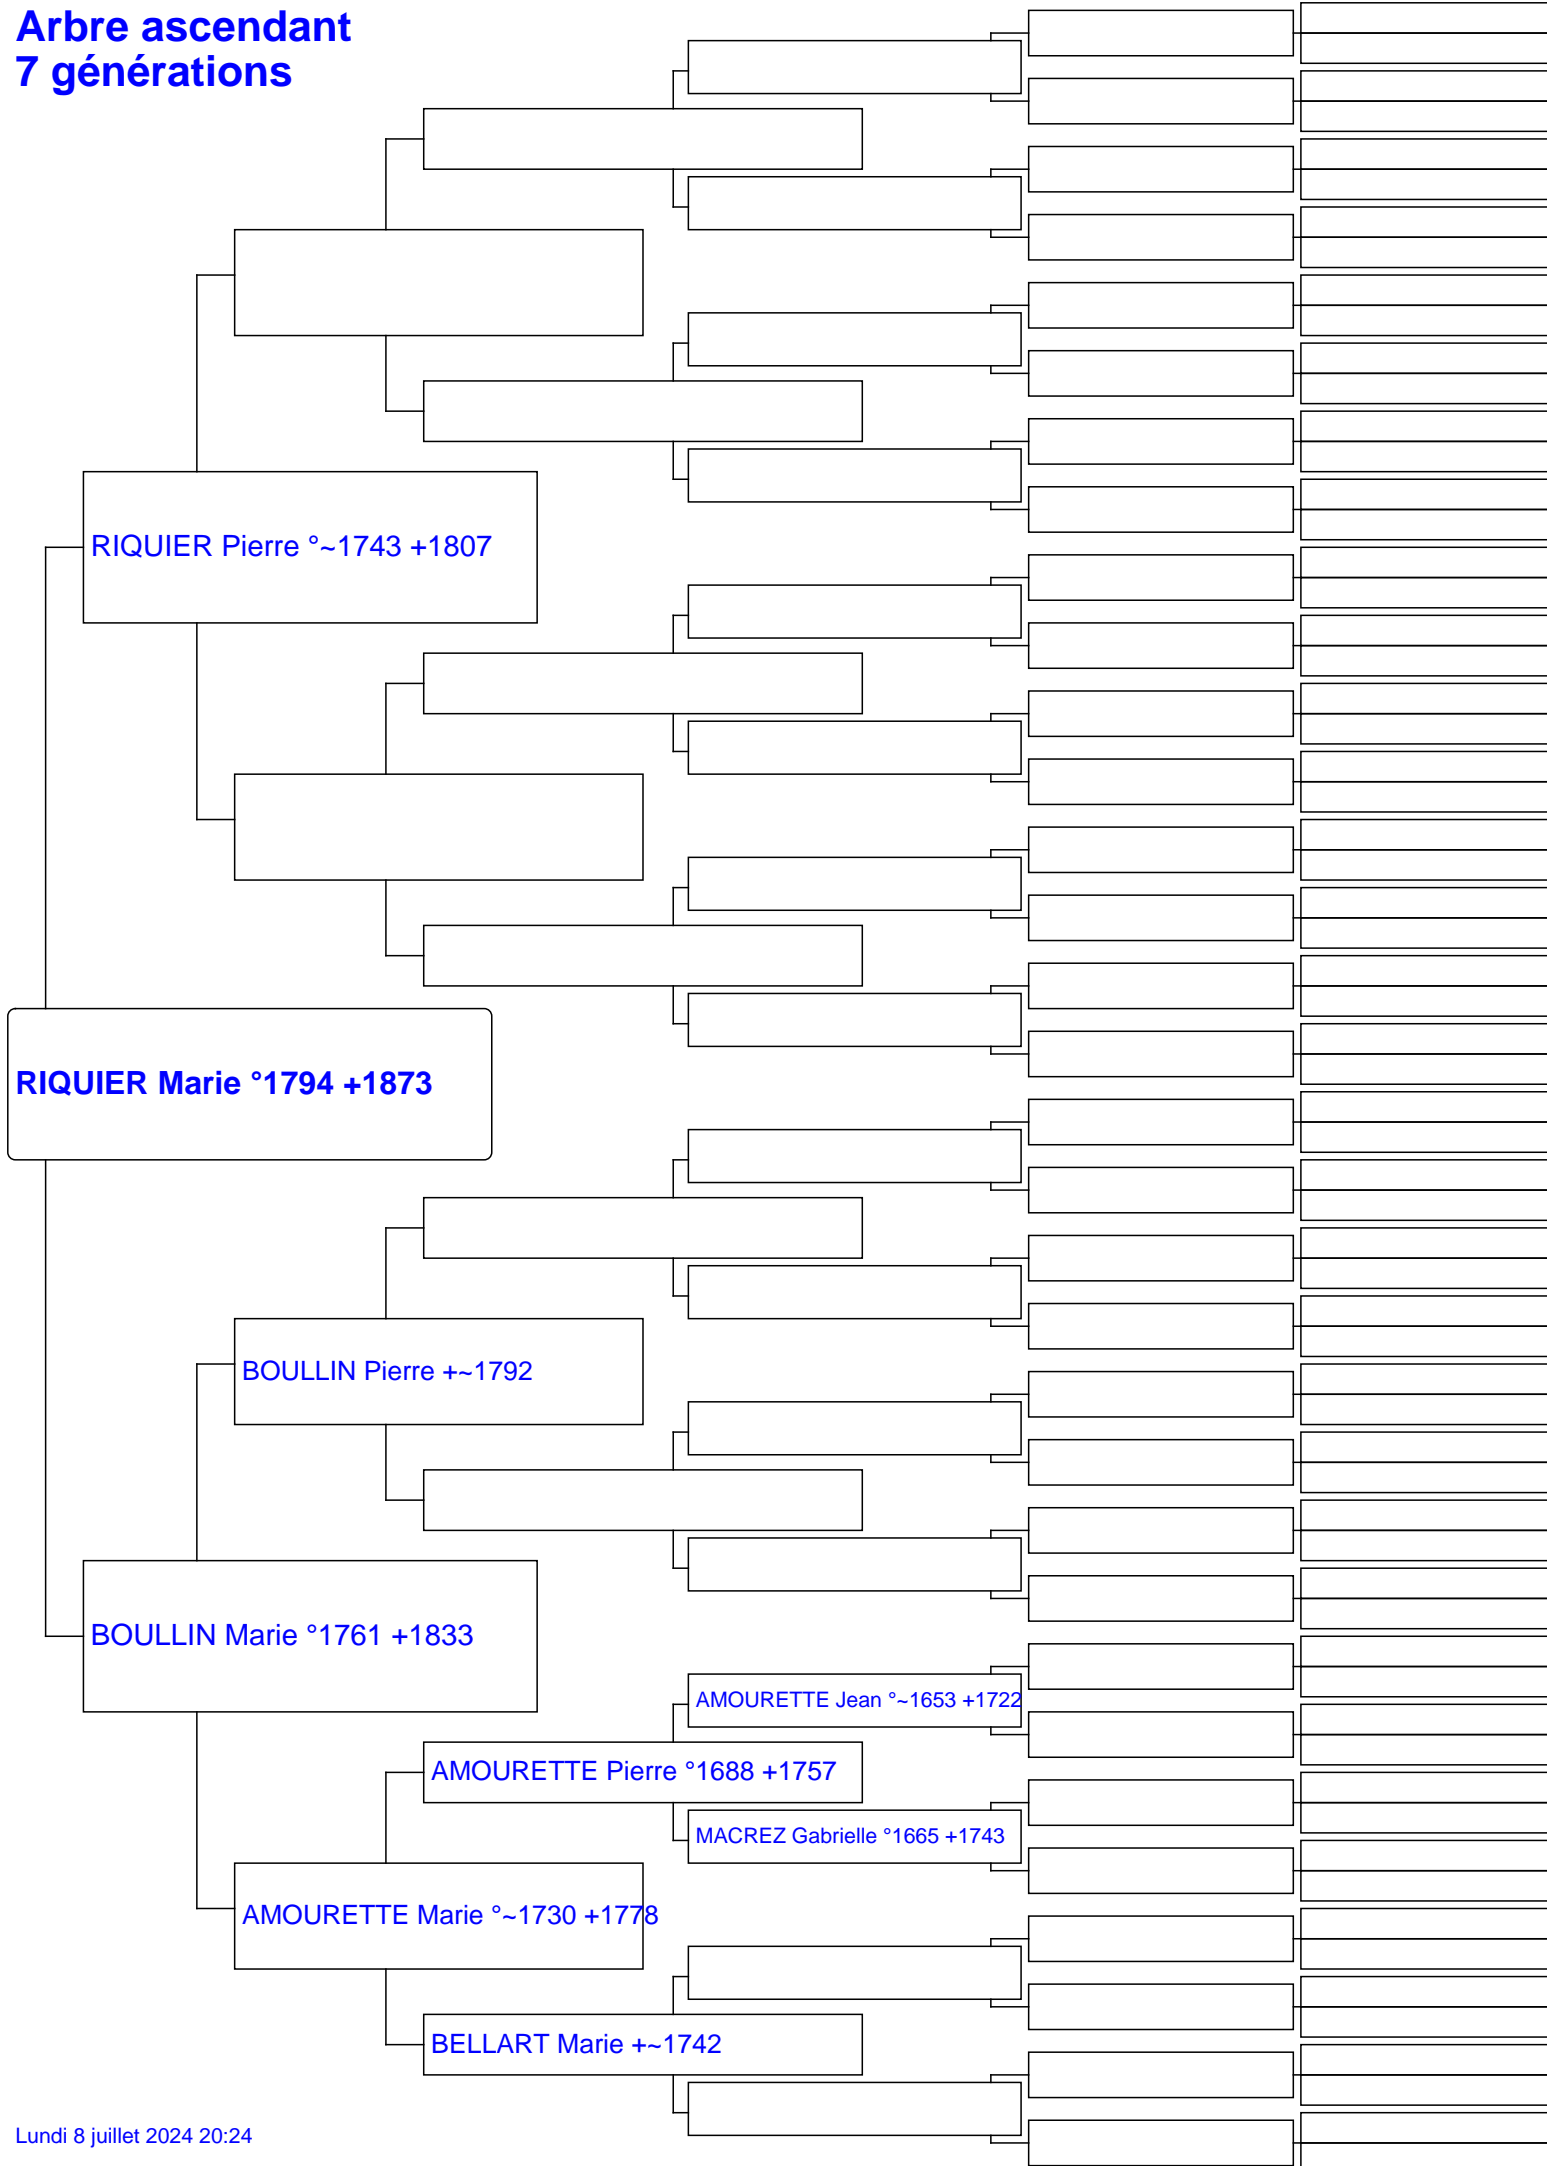 Arbre ascendant
7 générations
RIQUIER Pierre °~1743 +1807
RIQUIER Marie °1794 +1873
BOULLIN Pierre +~1792
BOULLIN Marie °1761 +1833
AMOURETTE Jean °~1653 +1722
AMOURETTE Pierre °1688 +1757
MACREZ Gabrielle °1665 +1743
AMOURETTE Marie °~1730 +1778
BELLART Marie +~1742
Lundi 8 juillet 2024 20:24